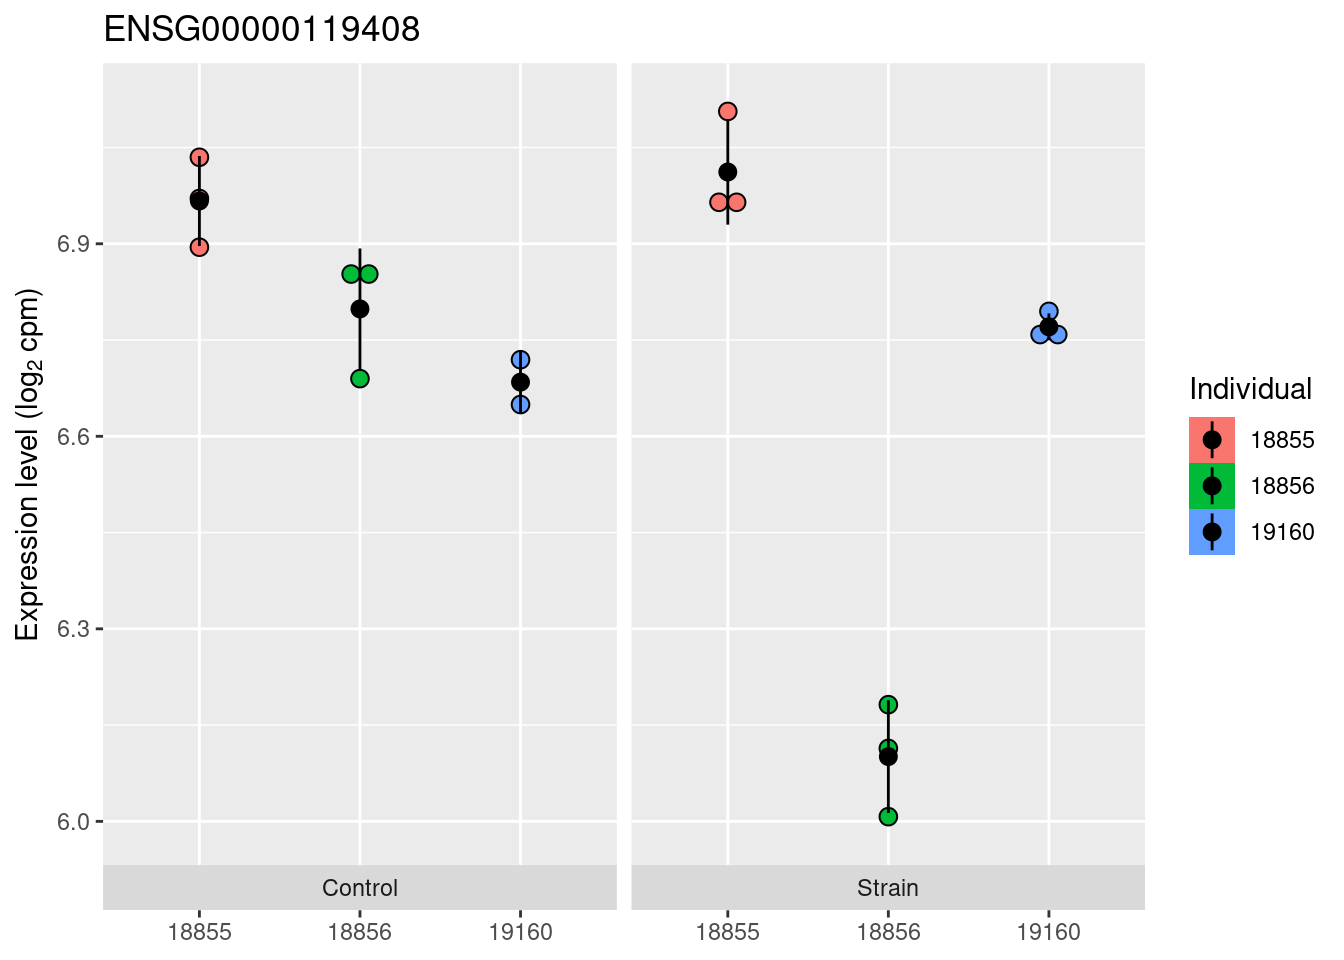 ENSG00000119408
Expression level (log₂ cpm)
6.9
6.6
6.3
6.0
Control
Strain
18855
18856
19160
18855
18856
19160
Individual
18855
18856
19160